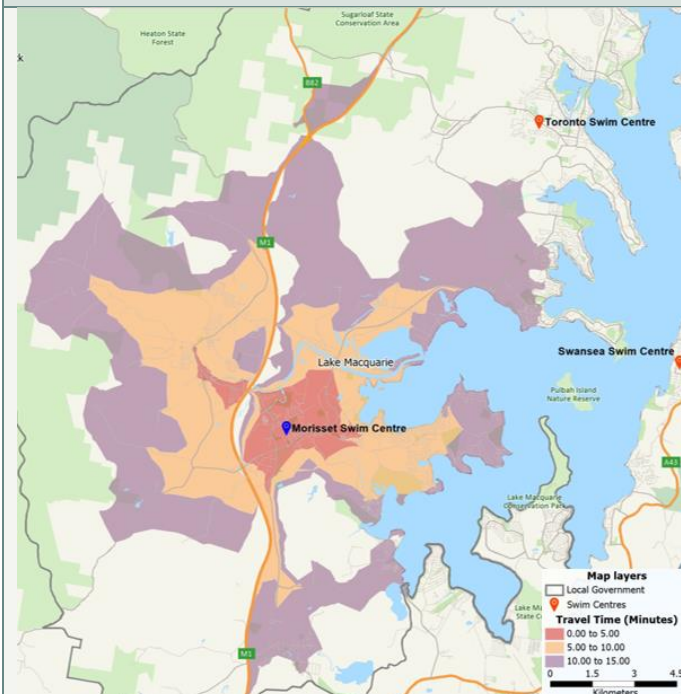 Sugarloaf State
Conservation Area
Heaton State
Forest
k
B82
Toronto Swim Centre
M1
Swansea Swim Centre
Lake Macquarie
Pulbah Island
Nature Reserve
Morisset Swim Centre
A43
Lake Macquarie
Conservation Park
Lake
State C
M1
Map layers
Local Government
Swim Centres
Travel Time (Minutes)
0.00 to 5.00
5.00 to 10.00
10.00 to 15.00
0 1.5 3 4.5
Kilometers